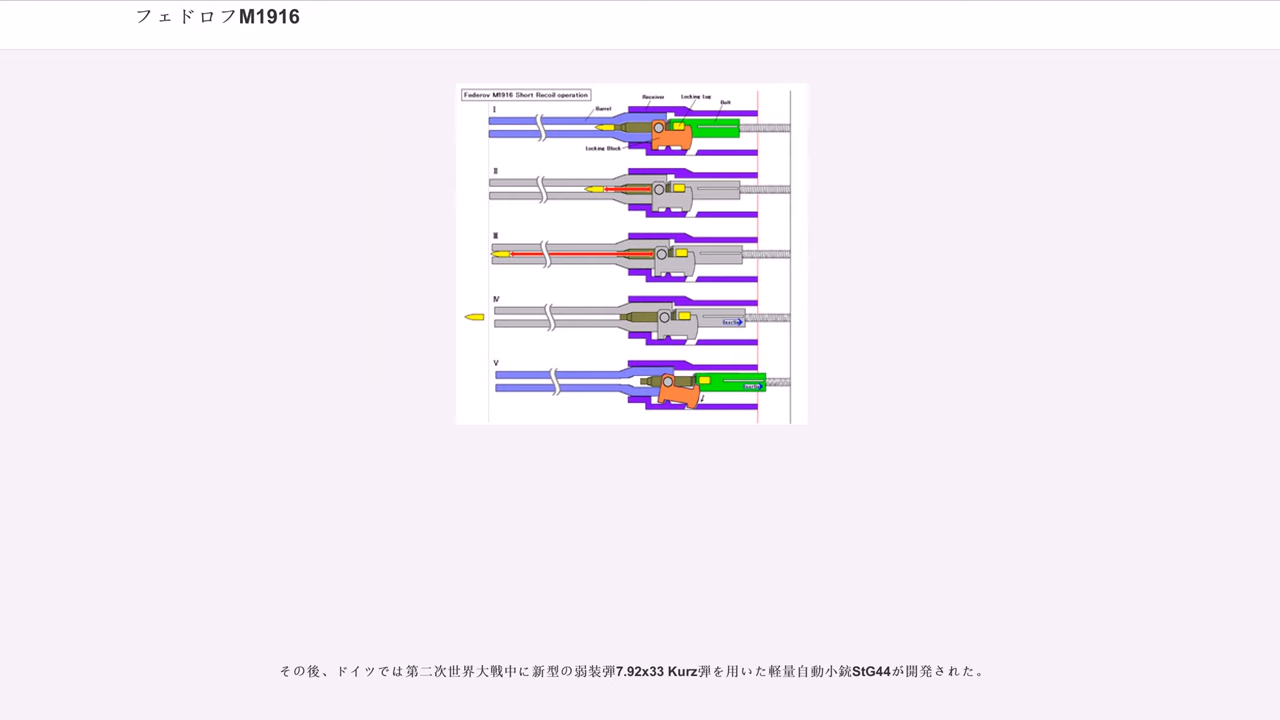 フェドロフM1916
Federov M1916 Short Recoil operation
Receiver
Locking Lug
Bolt
Barrel
I
Locking Block
II
III
IV
V
その後、ドイツでは第二次世界大戦中に新型の弱装弾7.92x33 Kurz弾を用いた軽量自動小銃StG44が開発された。